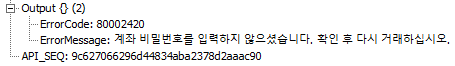 Output {} (2)
ErrorCode: 80002420
ErrorMessage: 계좌 비밀번호를 입력하지 않으셨습니다. 확인 후 다시 거래하십시오.
API_SEQ: 9c627066296d44834aba2378d2aaac90